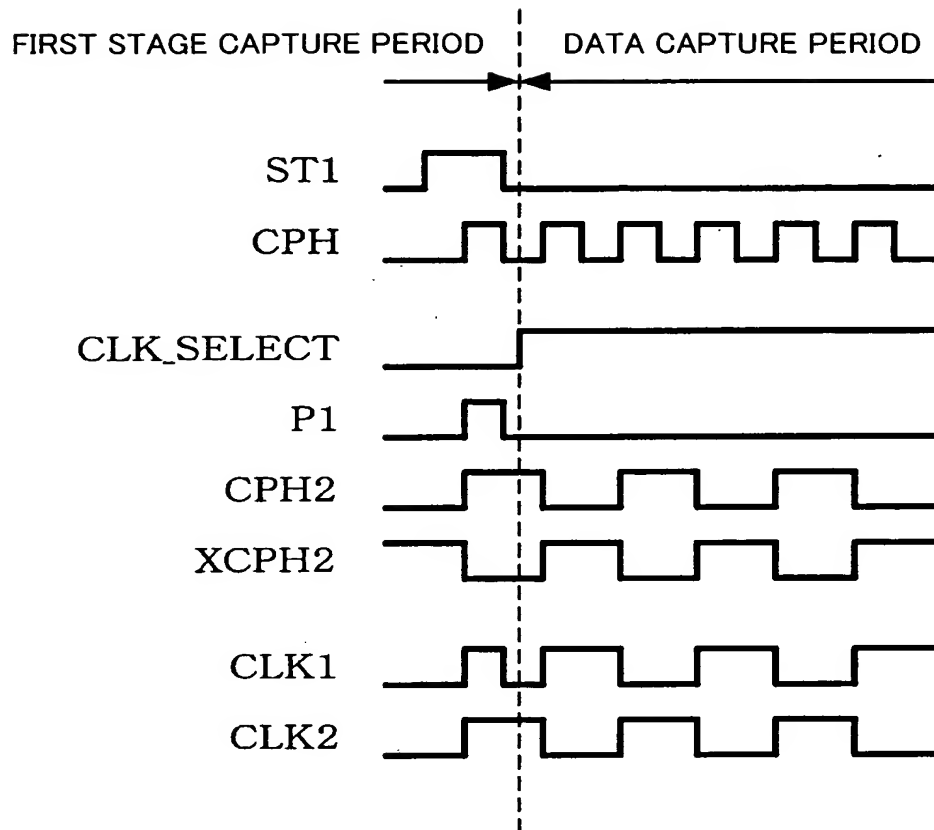 FIRST STAGE CAPTURE PERIOD DATA CAPTURE PERIOD
ST1
CPH
CLK_SELECT
P1
CPH2
XCPH2
CLK1
CLK2